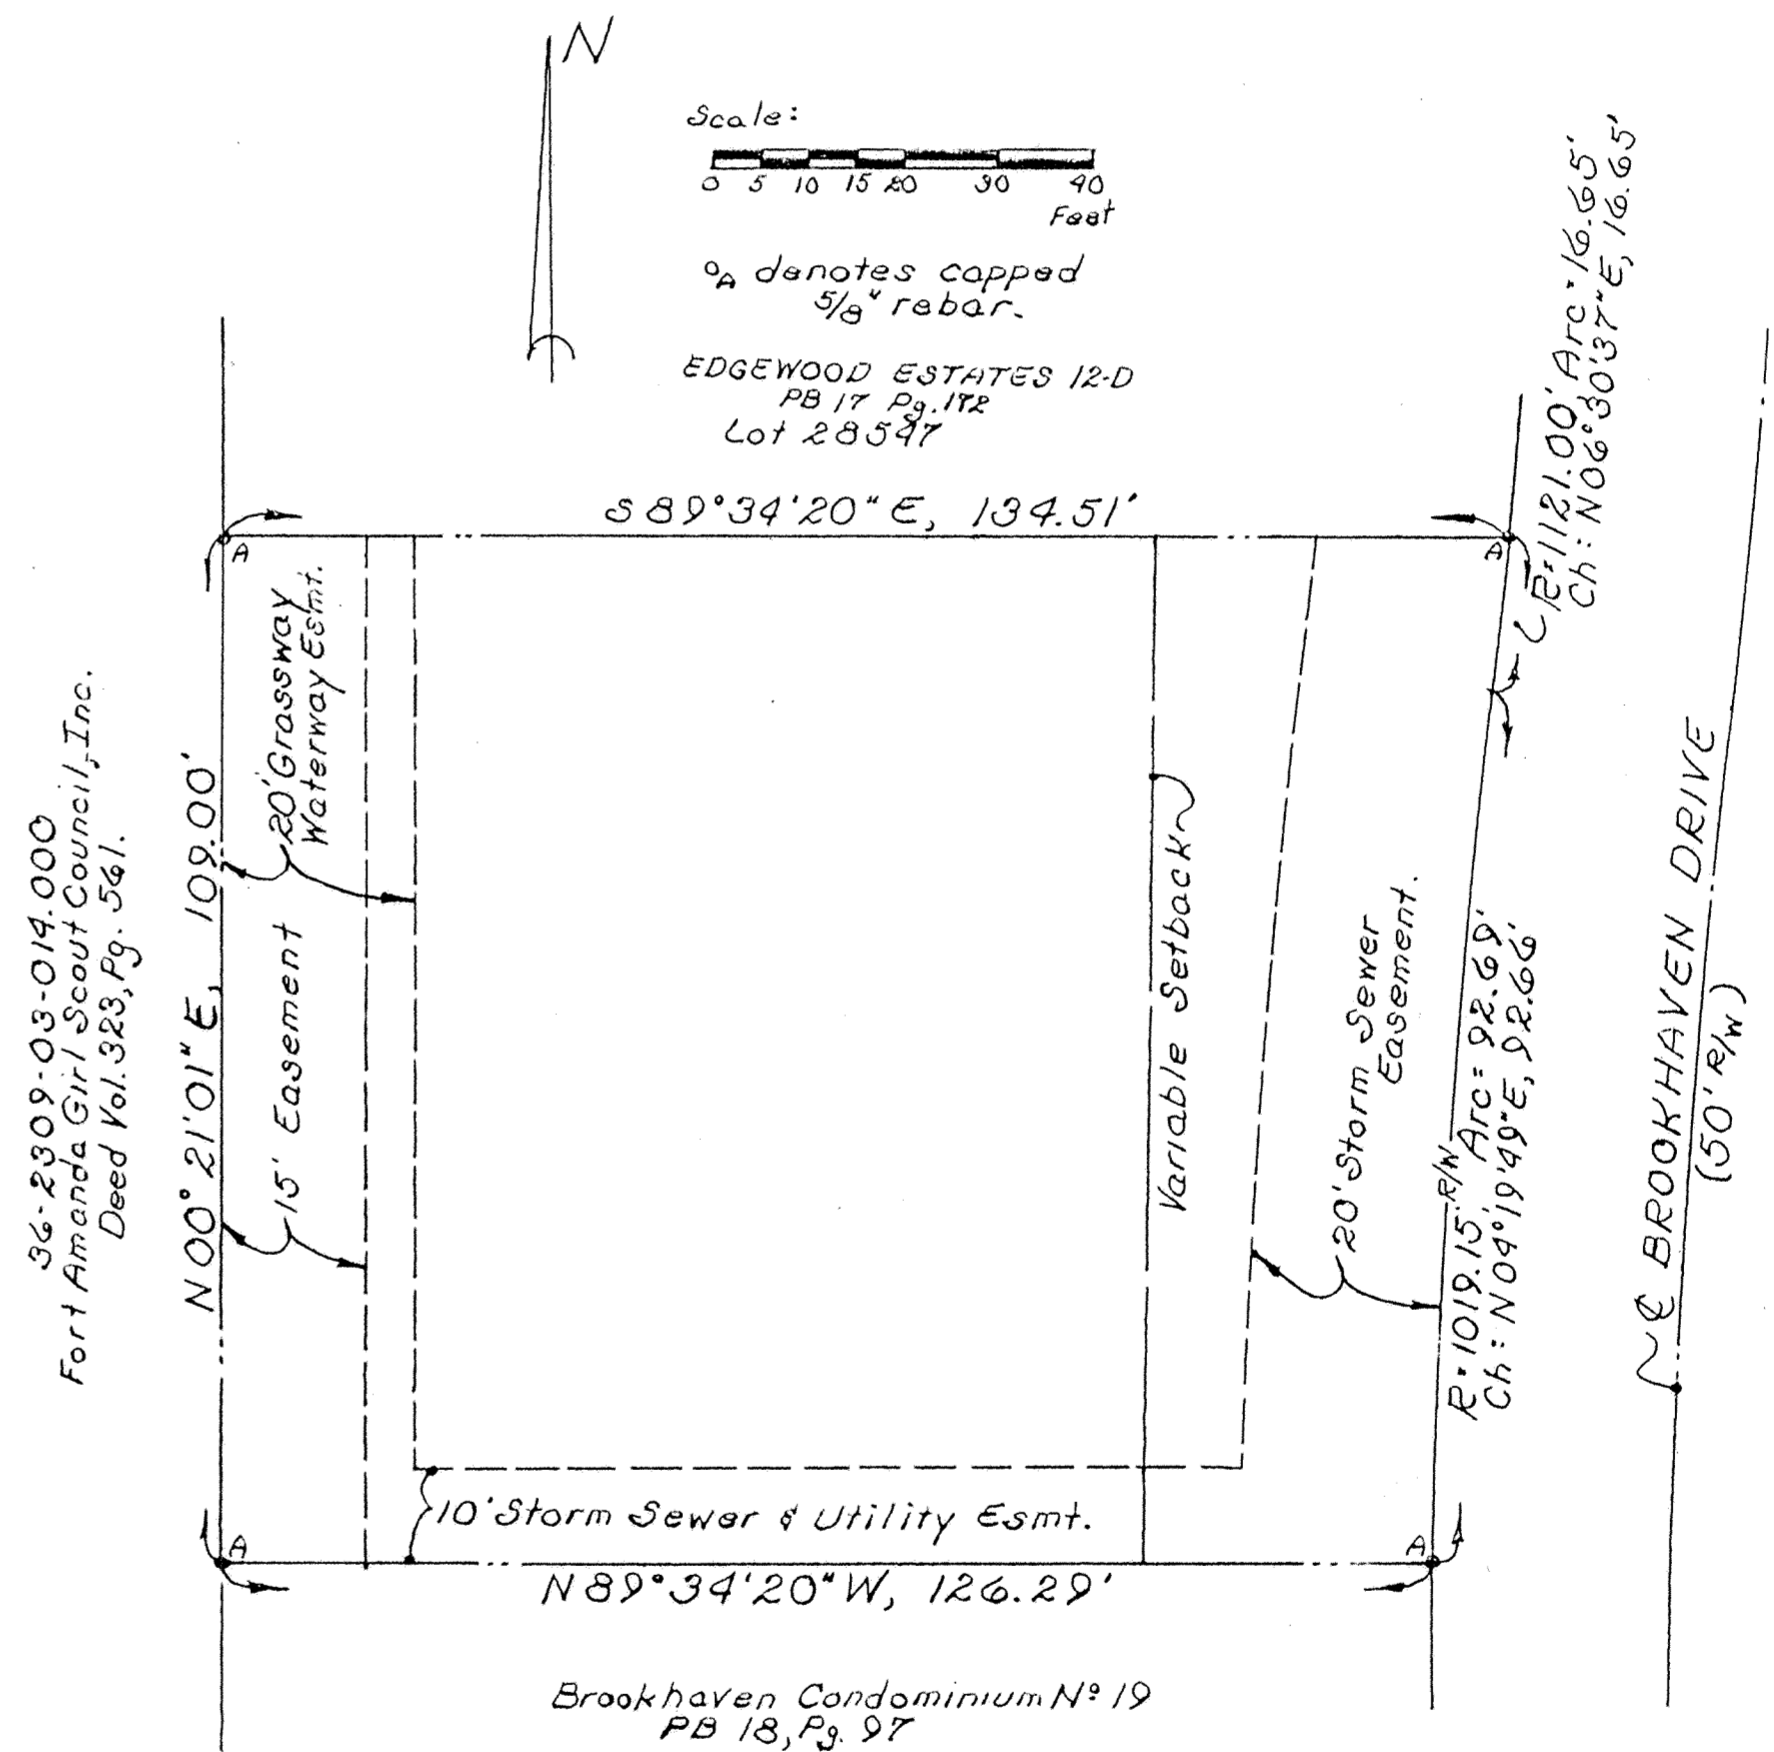 N
Scale:
0 5 10 15 20 30 40
Feet
A denotes capped
5/8" rebar.
EDGEWOOD ESTATES 12-D
PB 17 Pg. 172
Lot 28547
S 89° 34' 20" E, 134.51'
R=1121.00' Arc=16.65'
Ch: N06°30'37"E, 16.65'
A
A
20' Grassway
Waterway Esmt.
36-2309-03-014.000
Fort Amanda Girl Scout Council, Inc.
Deed Vol. 323, Pg. 561.
N 00° 21' 01" E, 109.00'
15' Easement
Variable Setback
20' Storm Sewer
Easement.
R/W
R=1019.15', Arc= 92.69'
Ch: N 04°19'49"E, 92.66'
℄ BROOKHAVEN DRIVE
(50' R/W)
10' Storm Sewer & Utility Esmt.
A
A
N 89° 34' 20" W, 126.29'
Brookhaven Condominium Nº 19
PB 18, Pg. 97